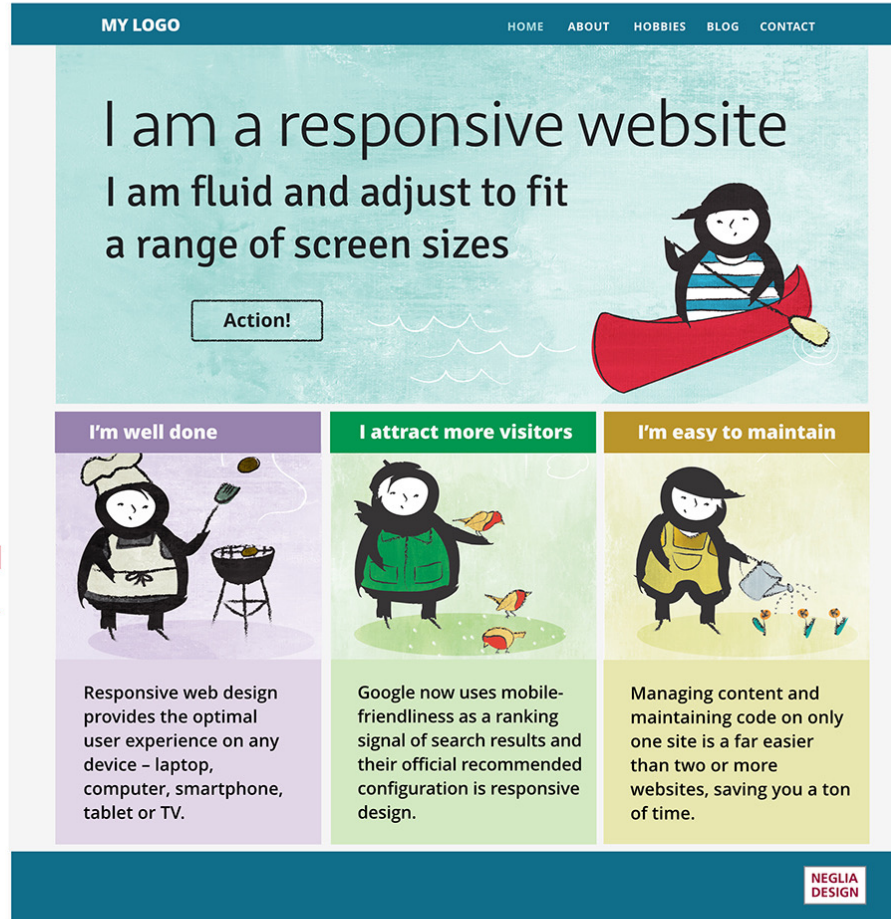 MY LOGO
HOME ABOUT HOBBIES BLOG CONTACT
I am a responsive website
I am fluid and adjust to fit
a range of screen sizes
Action!
I’m well done
Responsive web design
provides the optimal
user experience on any
device – laptop,
computer, smartphone,
tablet or TV.
I attract more visitors
Google now uses mobile-
friendliness as a ranking
signal of search results and
their official recommended
configuration is responsive
design.
I’m easy to maintain
Managing content and
maintaining code on only
one site is a far easier
than two or more
websites, saving you a ton
of time.
NEGLIA
DESIGN